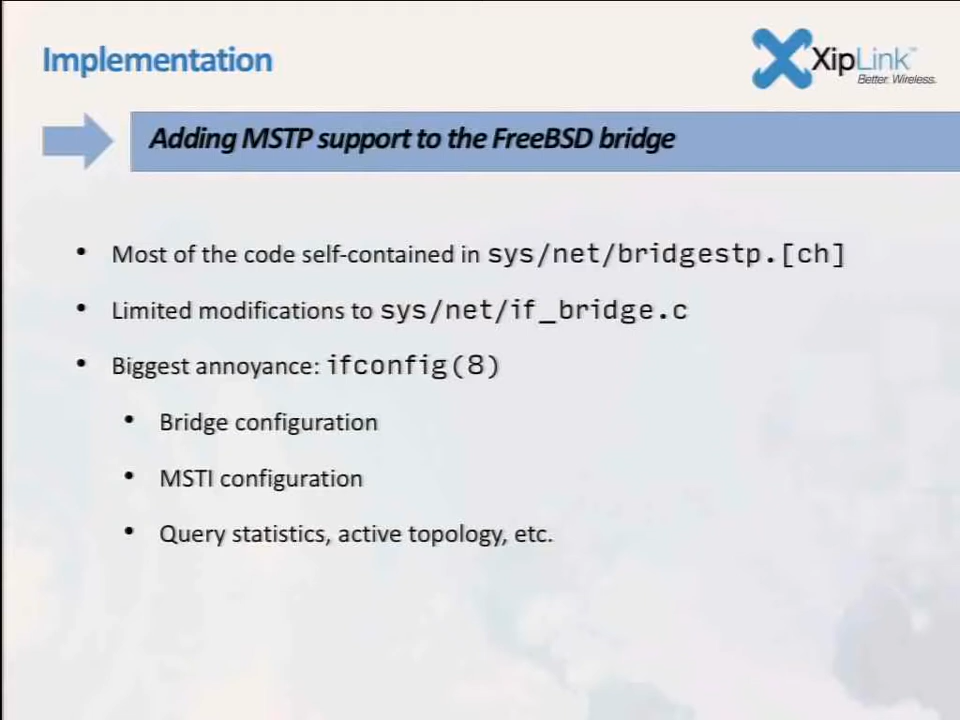 Implementation
XipLink™
Better. Wireless.
Adding MSTP support to the FreeBSD bridge
• Most of the code self-contained in sys/net/bridgestp.[ch]
• Limited modifications to sys/net/if_bridge.c
• Biggest annoyance: ifconfig(8)
• Bridge configuration
• MSTI configuration
• Query statistics, active topology, etc.